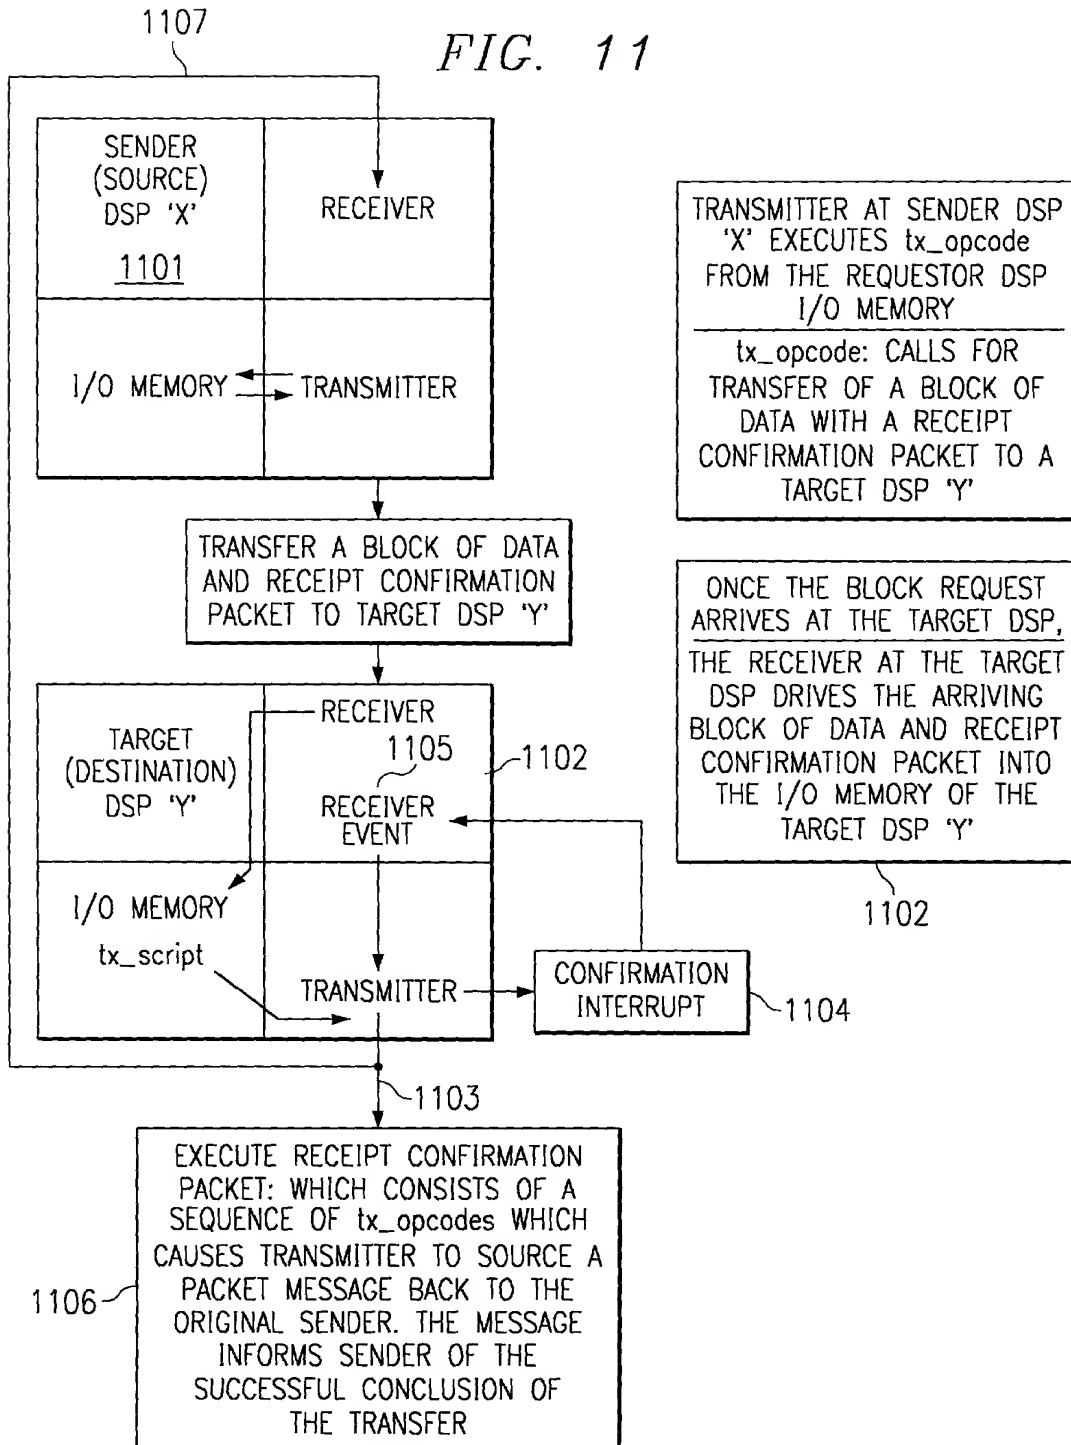 1107
FIG. 11
SENDER
(SOURCE)
DSP 'X'
1101
RECEIVER
I/O MEMORY
TRANSMITTER
TRANSMITTER AT SENDER DSP
'X' EXECUTES tx_opcode
FROM THE REQUESTOR DSP
I/O MEMORY
tx_opcode: CALLS FOR
TRANSFER OF A BLOCK OF
DATA WITH A RECEIPT
CONFIRMATION PACKET TO A
TARGET DSP 'Y'
TRANSFER A BLOCK OF DATA
AND RECEIPT CONFIRMATION
PACKET TO TARGET DSP 'Y'
ONCE THE BLOCK REQUEST
ARRIVES AT THE TARGET DSP,
THE RECEIVER AT THE TARGET
DSP DRIVES THE ARRIVING
BLOCK OF DATA AND RECEIPT
CONFIRMATION PACKET INTO
THE I/O MEMORY OF THE
TARGET DSP 'Y'
1102
TARGET
(DESTINATION)
DSP 'Y'
RECEIVER
1105
1102
RECEIVER
EVENT
I/O MEMORY
tx_script
TRANSMITTER
CONFIRMATION
INTERRUPT
1104
1103
EXECUTE RECEIPT CONFIRMATION
PACKET: WHICH CONSISTS OF A
SEQUENCE OF tx_opcodes WHICH
CAUSES TRANSMITTER TO SOURCE A
PACKET MESSAGE BACK TO THE
ORIGINAL SENDER. THE MESSAGE
INFORMS SENDER OF THE
SUCCESSFUL CONCLUSION OF
THE TRANSFER
1106